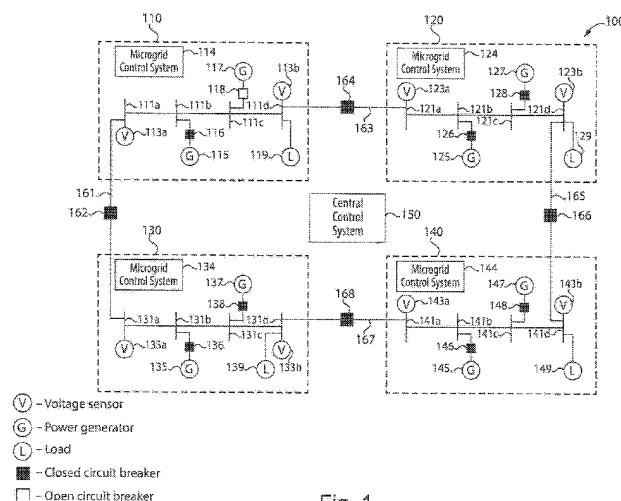 100
110
Microgrid
Control System
114
117
G
118
113b
V
111a
111b
111c
111d
V
113a
116
G
115
119
L
120
Microgrid
Control System
124
V
123a
127
G
128
V
123b
121a
121b
121c
121d
126
125
G
129
L
164
163
161
162
165
166
Central
Control
System
150
130
Microgrid
Control System
134
137
G
138
131a
131b
131c
131d
V
133a
136
135
G
139
L
V
133b
168
167
140
Microgrid
Control System
144
V
143a
147
G
148
V
143b
141a
141b
141c
141d
146
145
G
149
L
V - Voltage sensor
G - Power generator
L - Load
- Closed circuit breaker
- Open circuit breaker